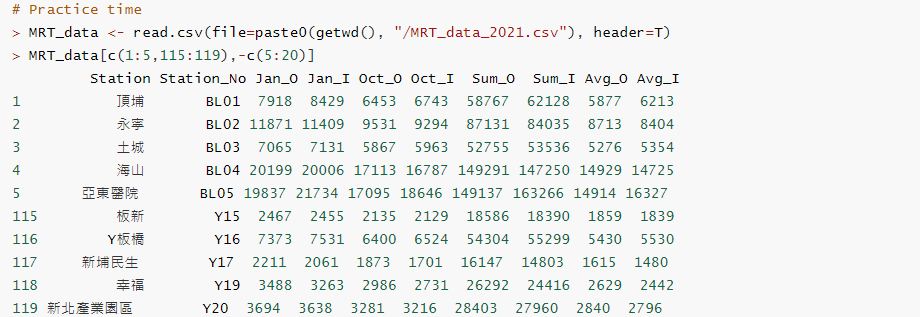 # Practice time
> MRT_data <- read.csv(file=paste0(getwd(), "/MRT_data_2021.csv"), header=T)
> MRT_data[c(1:5,115:119),-c(5:20)]
Station Station_No Jan_O Jan_I Oct_O Oct_I Sum_O Sum_I Avg_O Avg_I
1 頂埔 BL01 7918 8429 6453 6743 58767 62128 5877 6213
2 永寧 BL02 11871 11409 9531 9294 87131 84035 8713 8404
3 土城 BL03 7065 7131 5867 5963 52755 53536 5276 5354
4 海山 BL04 20199 20006 17113 16787 149291 147250 14929 14725
5 亞東醫院 BL05 19837 21734 17095 18646 149137 163266 14914 16327
115 板新 Y15 2467 2455 2135 2129 18586 18390 1859 1839
116 Y板橋 Y16 7373 7531 6400 6524 54304 55299 5430 5530
117 新埔民生 Y17 2211 2061 1873 1701 16147 14803 1615 1480
118 幸福 Y19 3488 3263 2986 2731 26292 24416 2629 2442
119 新北產業園區 Y20 3694 3638 3281 3216 28403 27960 2840 2796